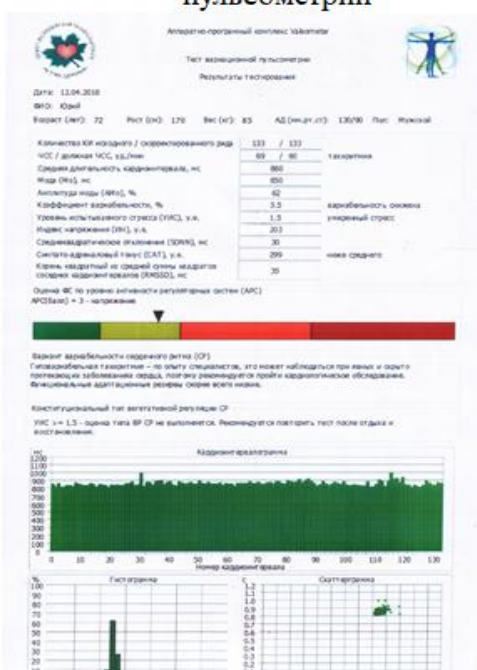 пульсометрии
Аппаратно-програмный комплекс Valkometer
Тест вариационной пульсометрии
Результаты тестирования
Дата: 13.04.2018
ФИО: Юрий
Возраст (лет): 72 Рост (см): 170 Вес (кг): 83 АД (мм.рт.ст): 130/90 Пол: Мужской
Количество КИ исходного / скорректированного ряда 133 / 133
ЧСС / должная ЧСС, уд./мин 69 / 60 тахиритмия
Средняя длительность кардиоинтервала, мс 860
Мода (Мо), мс 850
Амплитуда моды (АМо), % 62
Коэффициент вариабельности, % 3.5 вариабельность снижена
Уровень испытываемого стресса (УИС), у.е. 1.5 умеренный стресс
Индекс напряжения (ИН), у.е. 203
Среднеквадратическое отклонение (SDNN), мс 30
Симпато-адреналовый тонус (САТ), у.е. 299 ниже среднего
Корень квадратный из средней суммы квадратов
соседних кардиоинтервалов (RMSSD), мс 35
Оценка ФС по уровню активности регуляторных систем (АРС)
АРС(балл) = 3 - напряжение
Вариант вариабельности сердечного ритма (СР)
Гиповариабельная тахиритмия – по опыту специалистов, это может наблюдаться при явных и скрыто
протекающих заболеваниях сердца, поэтому рекомендуется пройти кардиологическое обследование.
Функциональные адаптационные резервы скорее всего низкие.
Конституциональный тип вегетативной регуляции СР
УИС >= 1.5 - оценка типа ВР СР не выполняется. Рекомендуется повторить тест после отдыха и
восстановления.
Кардиоинтервалограмма
мс
1200
1100
1000
900
800
700
600
500
400
300
200
100
0
0 10 20 30 40 50 60 70 80 90 100 110 120 130
Номер кардиоинтервала
% Гистограмма
100
90
80
70
60
50
40
30
20
с Скаттерграмма
1.2
1.1
1.0
0.9
0.8
0.7
0.6
0.5
0.4
0.3
0.2